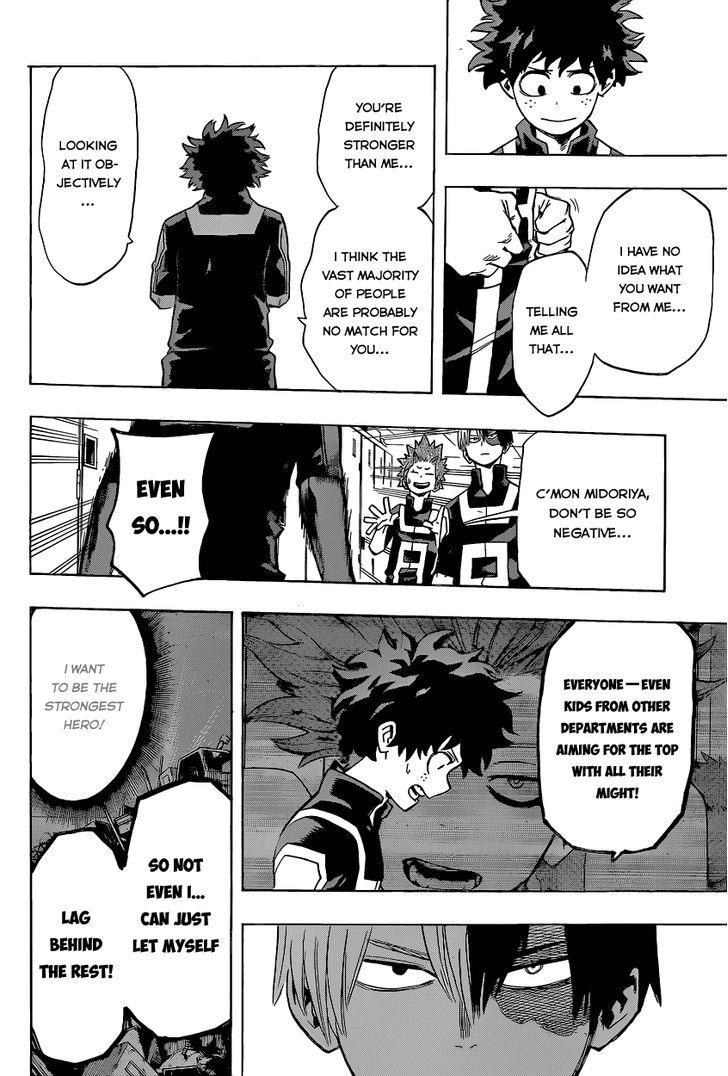 I HAVE NO
IDEA WHAT
YOU WANT
FROM ME...
TELLING
ME ALL
THAT...
YOU'RE
DEFINITELY
STRONGER
THAN ME...
I THINK THE
VAST MAJORITY
OF PEOPLE
ARE PROBABLY
NO MATCH FOR
YOU...
LOOKING
AT IT OB-
JECTIVELY
...
C'MON MIDORIYA,
DON'T BE SO
NEGATIVE...
EVEN
SO...!!
EVERYONE — EVEN
KIDS FROM OTHER
DEPARTMENTS ARE
AIMING FOR THE TOP
WITH ALL THEIR
MIGHT!
I WANT
TO BE THE
STRONGEST
HERO!
SO NOT
EVEN I...
CAN JUST
LET MYSELF
LAG
BEHIND
THE REST!